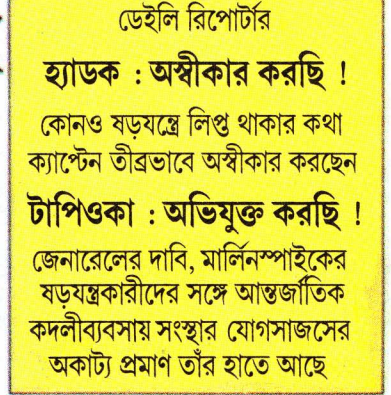 ডেইলি রিপোর্টার
হ্যাডক : অস্বীকার করছি !
কোনও ষড়যন্ত্রে লিপ্ত থাকার কথা
ক্যাপ্টেন তীব্রভাবে অস্বীকার করছেন
টাপিওকা : অভিযুক্ত করছি !
জেনারেলের দাবি, মার্লিনস্পাইকের
ষড়যন্ত্রকারীদের সঙ্গে আন্তর্জাতিক
কদলীব্যবসায় সংস্থার যোগসাজসের
অকাট্য প্রমাণ তাঁর হাতে আছে